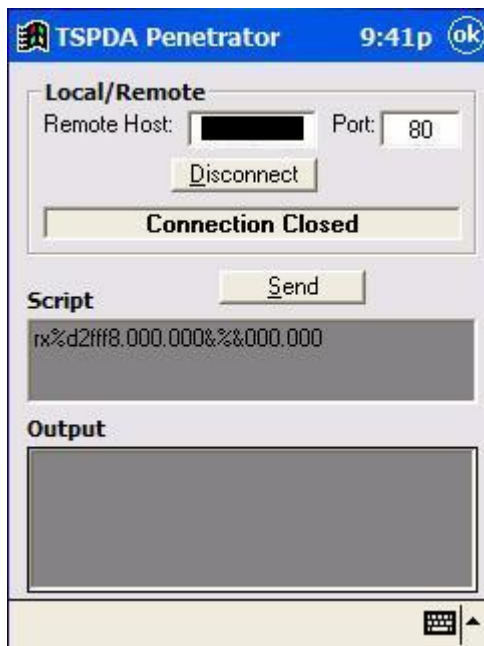 TSPDA Penetrator 9:41p ok
Local/Remote
Remote Host: Port: 80
Disconnect
Connection Closed
Send
Script
rx%d2fff8.000.000&%&000.000
Output